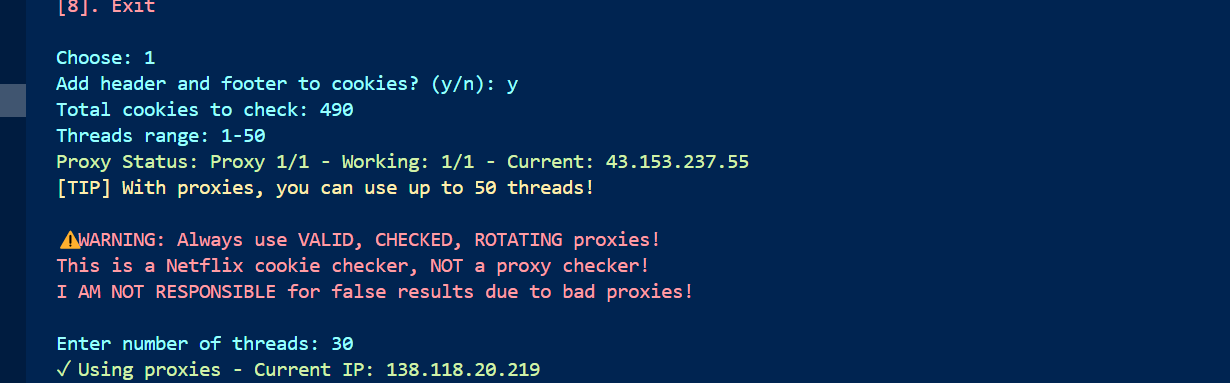 [8]. Exit
Choose: 1
Add header and footer to cookies? (y/n): y
Total cookies to check: 490
Threads range: 1-50
Proxy Status: Proxy 1/1 - Working: 1/1 - Current: 43.153.237.55
[TIP] With proxies, you can use up to 50 threads!
⚠WARNING: Always use VALID, CHECKED, ROTATING proxies!
This is a Netflix cookie checker, NOT a proxy checker!
I AM NOT RESPONSIBLE for false results due to bad proxies!
Enter number of threads: 30
✓ Using proxies - Current IP: 138.118.20.219